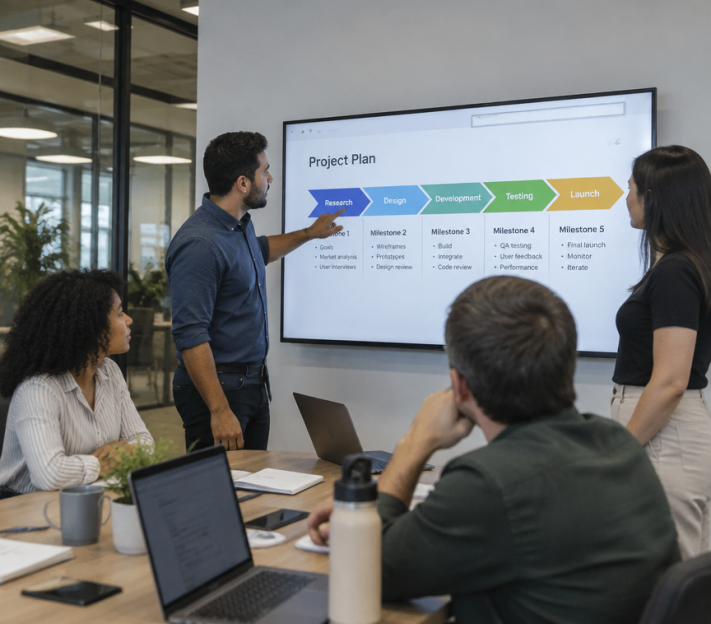 Project Plan
Research
Design
Development
Testing
Launch
1
Goals
Market analysis
User interviews
Milestone 2
Wireframes
Prototypes
Design review
Milestone 3
Build
Integrate
Code review
Milestone 4
QA testing
User feedback
Performance
Milestone 5
Final launch
Monitor
Iterate